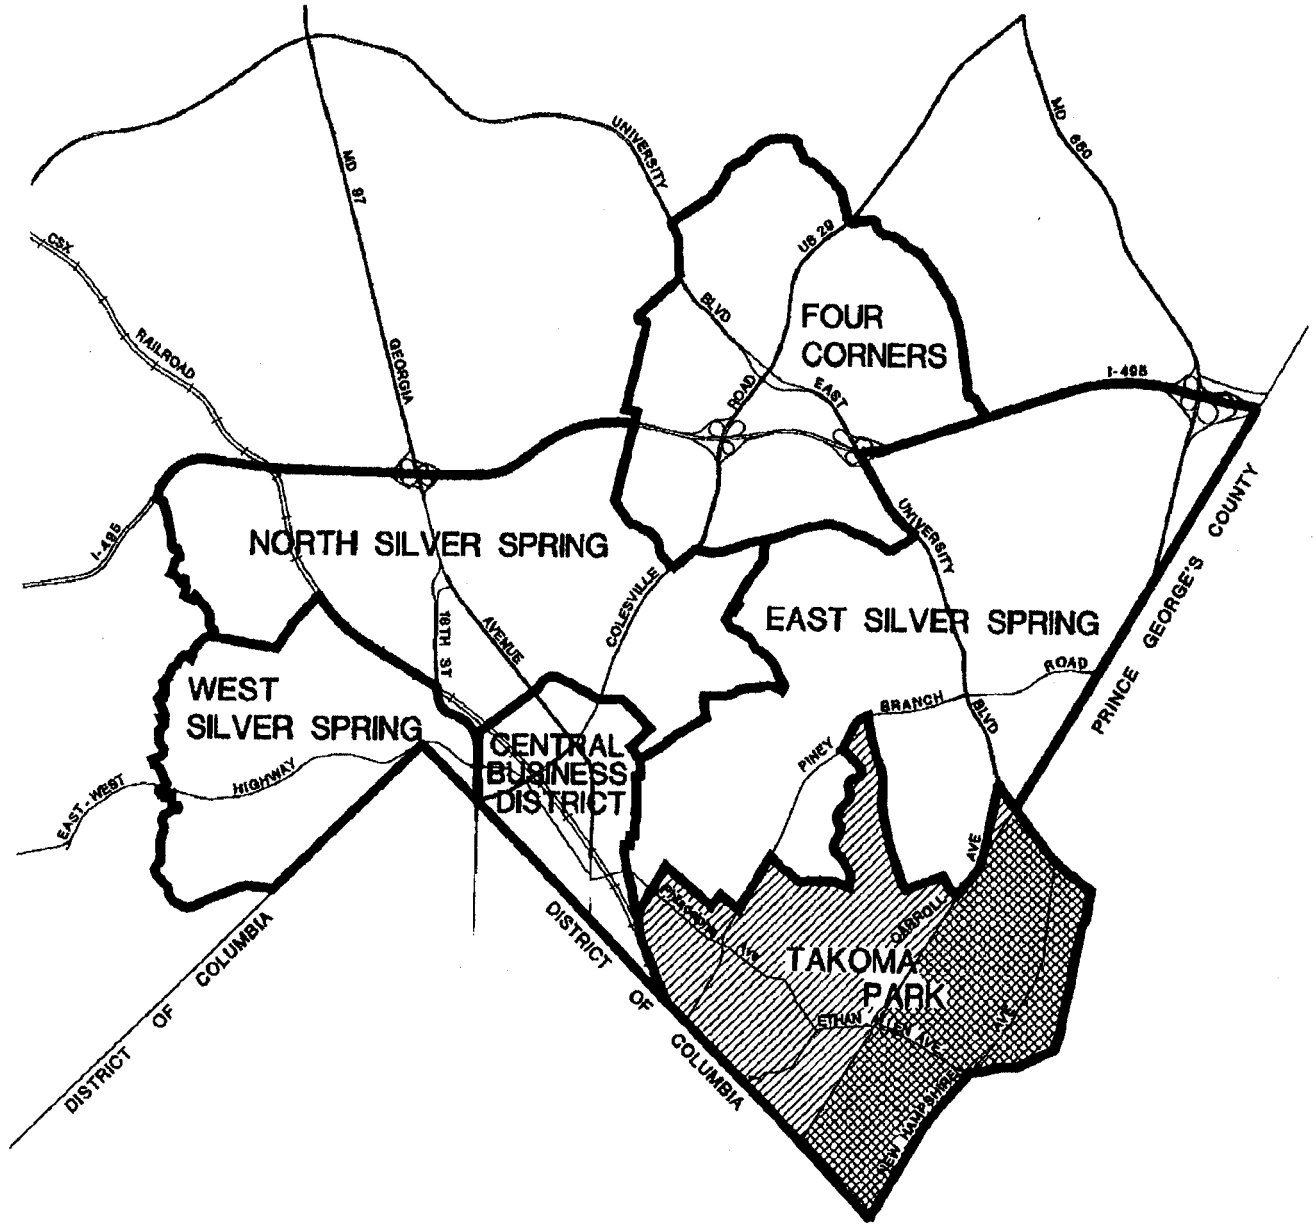 UNIVERSITY
MD 97
MD 650
CSX
US 29
BLVD
FOUR
CORNERS
RAILROAD
GEORGIA
ROAD
EAST
I-495
I-495
NORTH SILVER SPRING
UNIVERSITY
PRINCE GEORGE'S COUNTY
COLESVILLE
16TH ST
AVENUE
EAST SILVER SPRING
ROAD
BRANCH
BLVD
WEST
SILVER SPRING
PINEY
CENTRAL
BUSINESS
DISTRICT
EAST-WEST
HIGHWAY
AVE
DISTRICT OF COLUMBIA
DISTRICT OF COLUMBIA
CARROLL
AVE
TAKOMA
PARK
ETHAN ALLEN AVE
AVE
NEW HAMPSHIRE